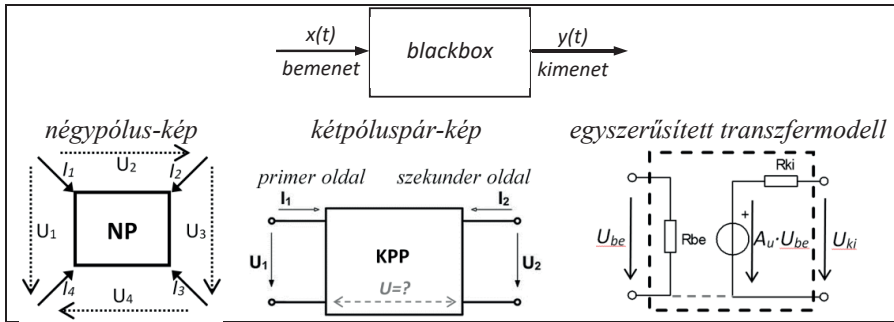 x(t)
bemenet
blackbox
y(t)
kimenet
négypólus-kép
kétpóluspár-kép
egyszerűsített transzfermodell
I1
U2
I2
U1
NP
U3
I4
U4
I3
primer oldal
szekunder oldal
I1
I2
U1
KPP
U2
U=?
Rki
Ube
Rbe
+
Au·Ube
Uki